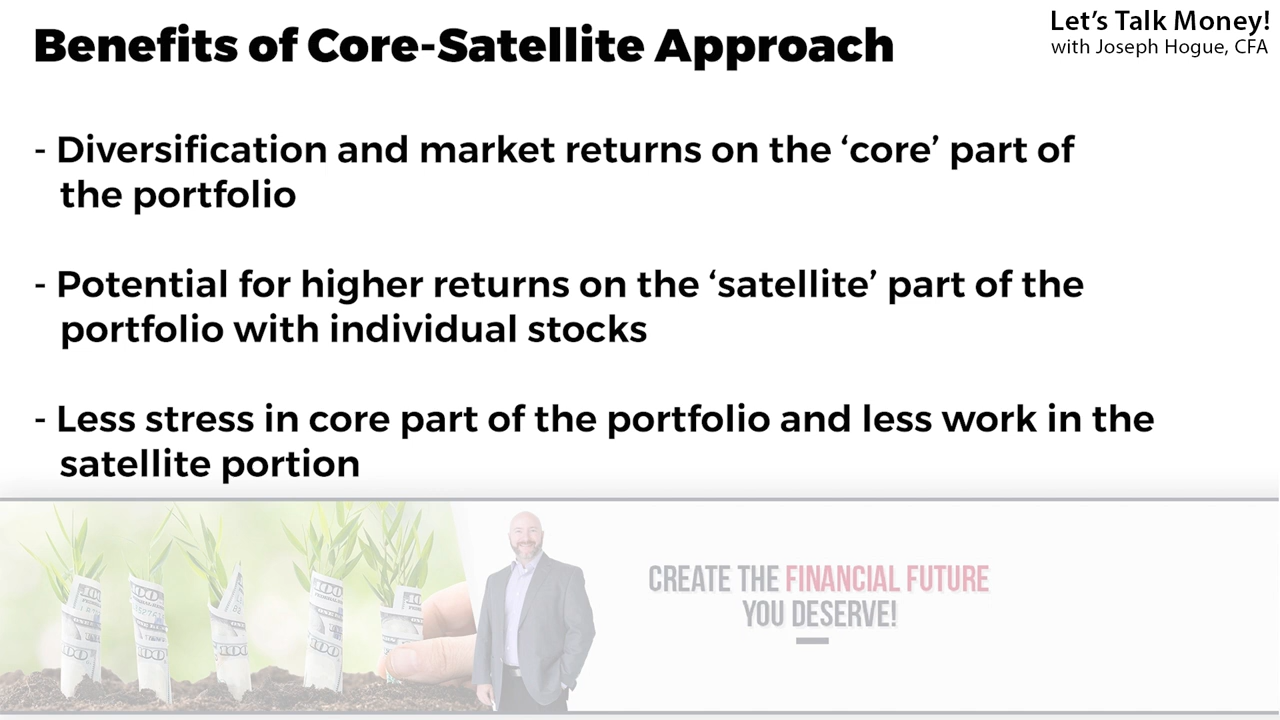 Benefits of Core-Satellite Approach
Let's Talk Money!
with Joseph Hogue, CFA
- Diversification and market returns on the ‘core’ part of
the portfolio
- Potential for higher returns on the ‘satellite’ part of the
portfolio with individual stocks
- Less stress in core part of the portfolio and less work in the
satellite portion
CREATE THE FINANCIAL FUTURE
YOU DESERVE!